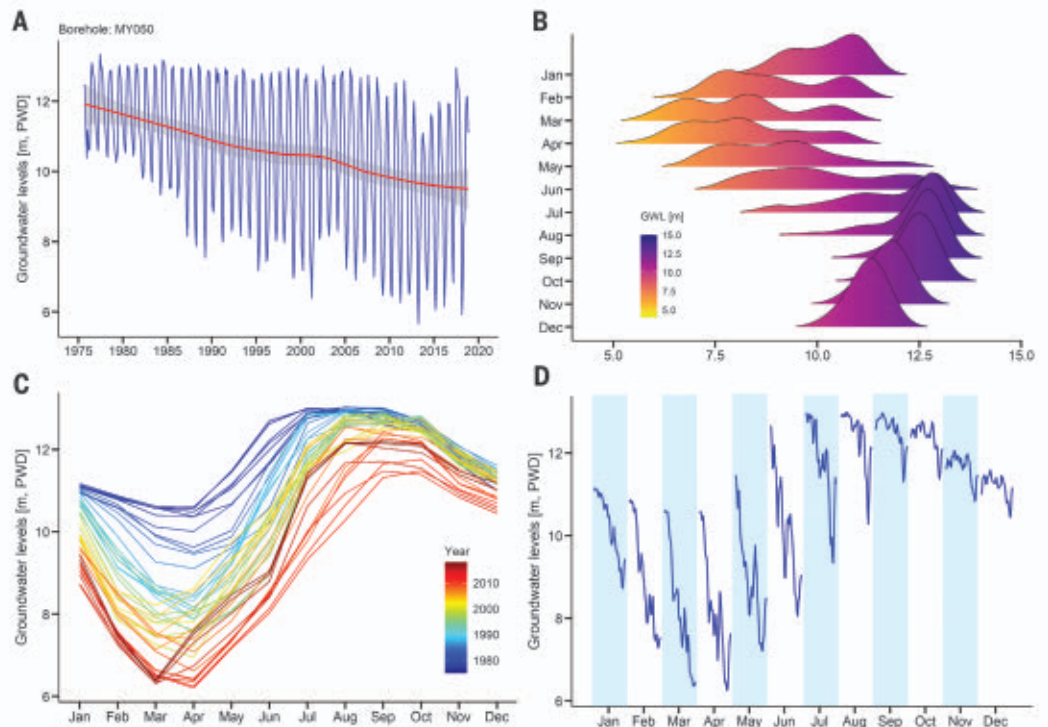 A
Borehole: MY050
Groundwater levels [m, PWD]
12
10
8
6
1975 1980 1985 1990 1995 2000 2005 2010 2015 2020
B
Jan
Feb
Mar
Apr
May
Jun
Jul
Aug
Sep
Oct
Nov
Dec
GWL [m]
15.0
12.5
10.0
7.5
5.0
5.0 7.5 10.0 12.5 15.0
C
Groundwater levels [m, PWD]
12
10
8
6
Year
2010
2000
1990
1980
Jan Feb Mar Apr May Jun Jul Aug Sep Oct Nov Dec
D
Groundwater levels [m, PWD]
12
10
8
6
Jan Feb Mar Apr May Jun Jul Aug Sep Oct Nov Dec